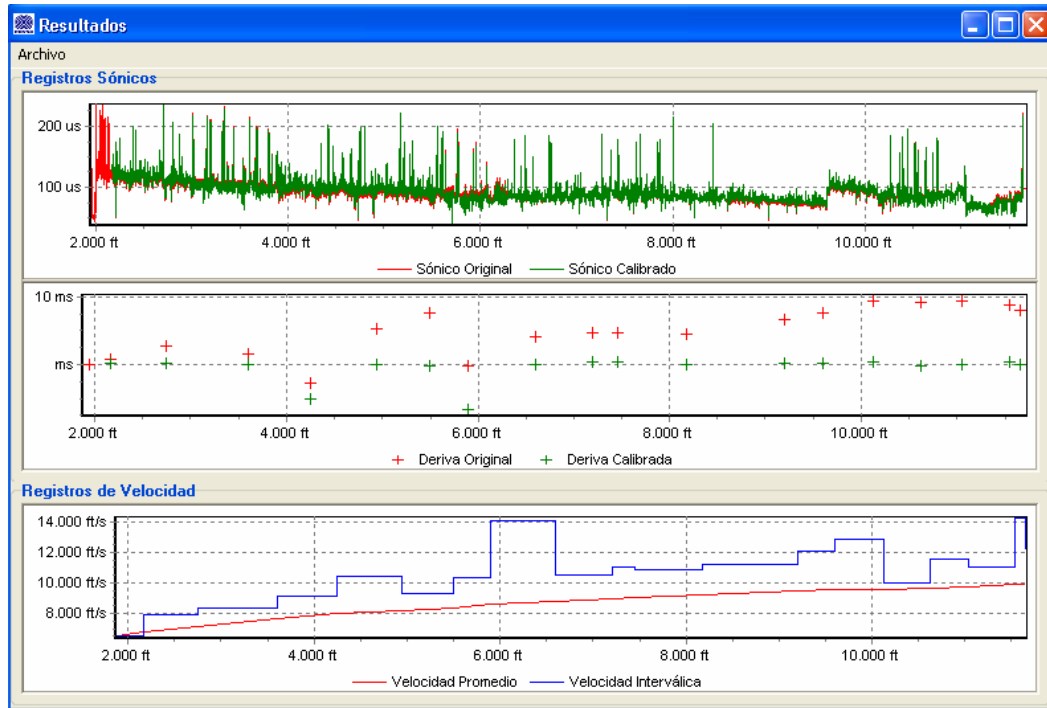 Resultados
Archivo
Registros Sónicos
200 us
100 us
2.000 ft 4.000 ft 6.000 ft 8.000 ft 10.000 ft
Sónico Original Sónico Calibrado
10 ms
ms
2.000 ft 4.000 ft 6.000 ft 8.000 ft 10.000 ft
Deriva Original Deriva Calibrada
Registros de Velocidad
14.000 ft/s
12.000 ft/s
10.000 ft/s
8.000 ft/s
2.000 ft 4.000 ft 6.000 ft 8.000 ft 10.000 ft
Velocidad Promedio Velocidad Interválica